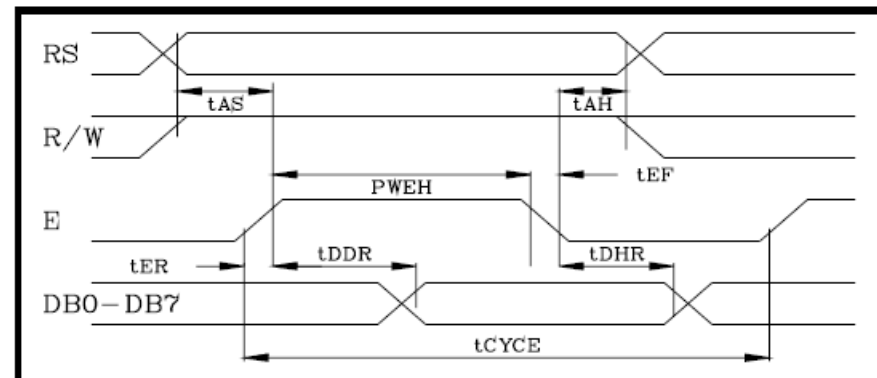 RS
tAS
tAH
R/W
tEF
PWEH
E
tER
tDDR
tDHR
DB0-DB7
tCYCE